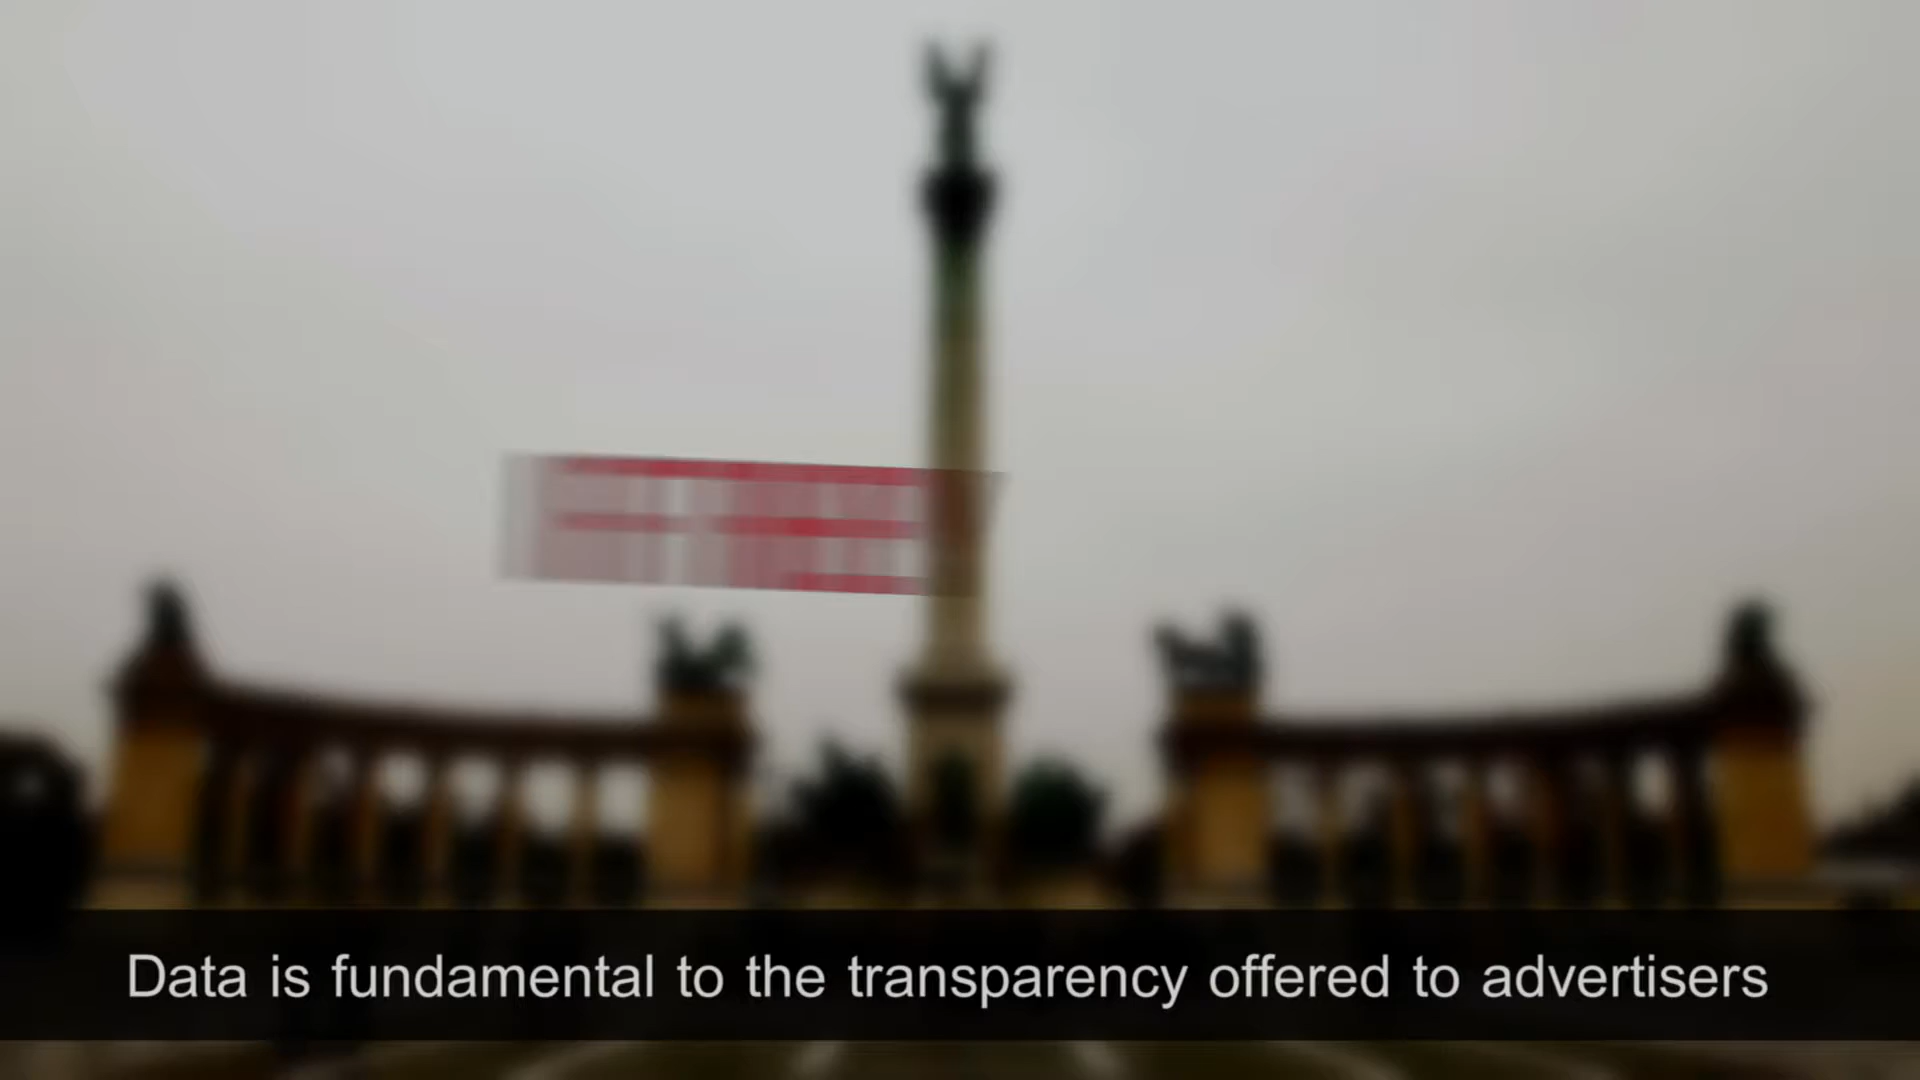 Data is fundamental to the transparency offered to advertisers